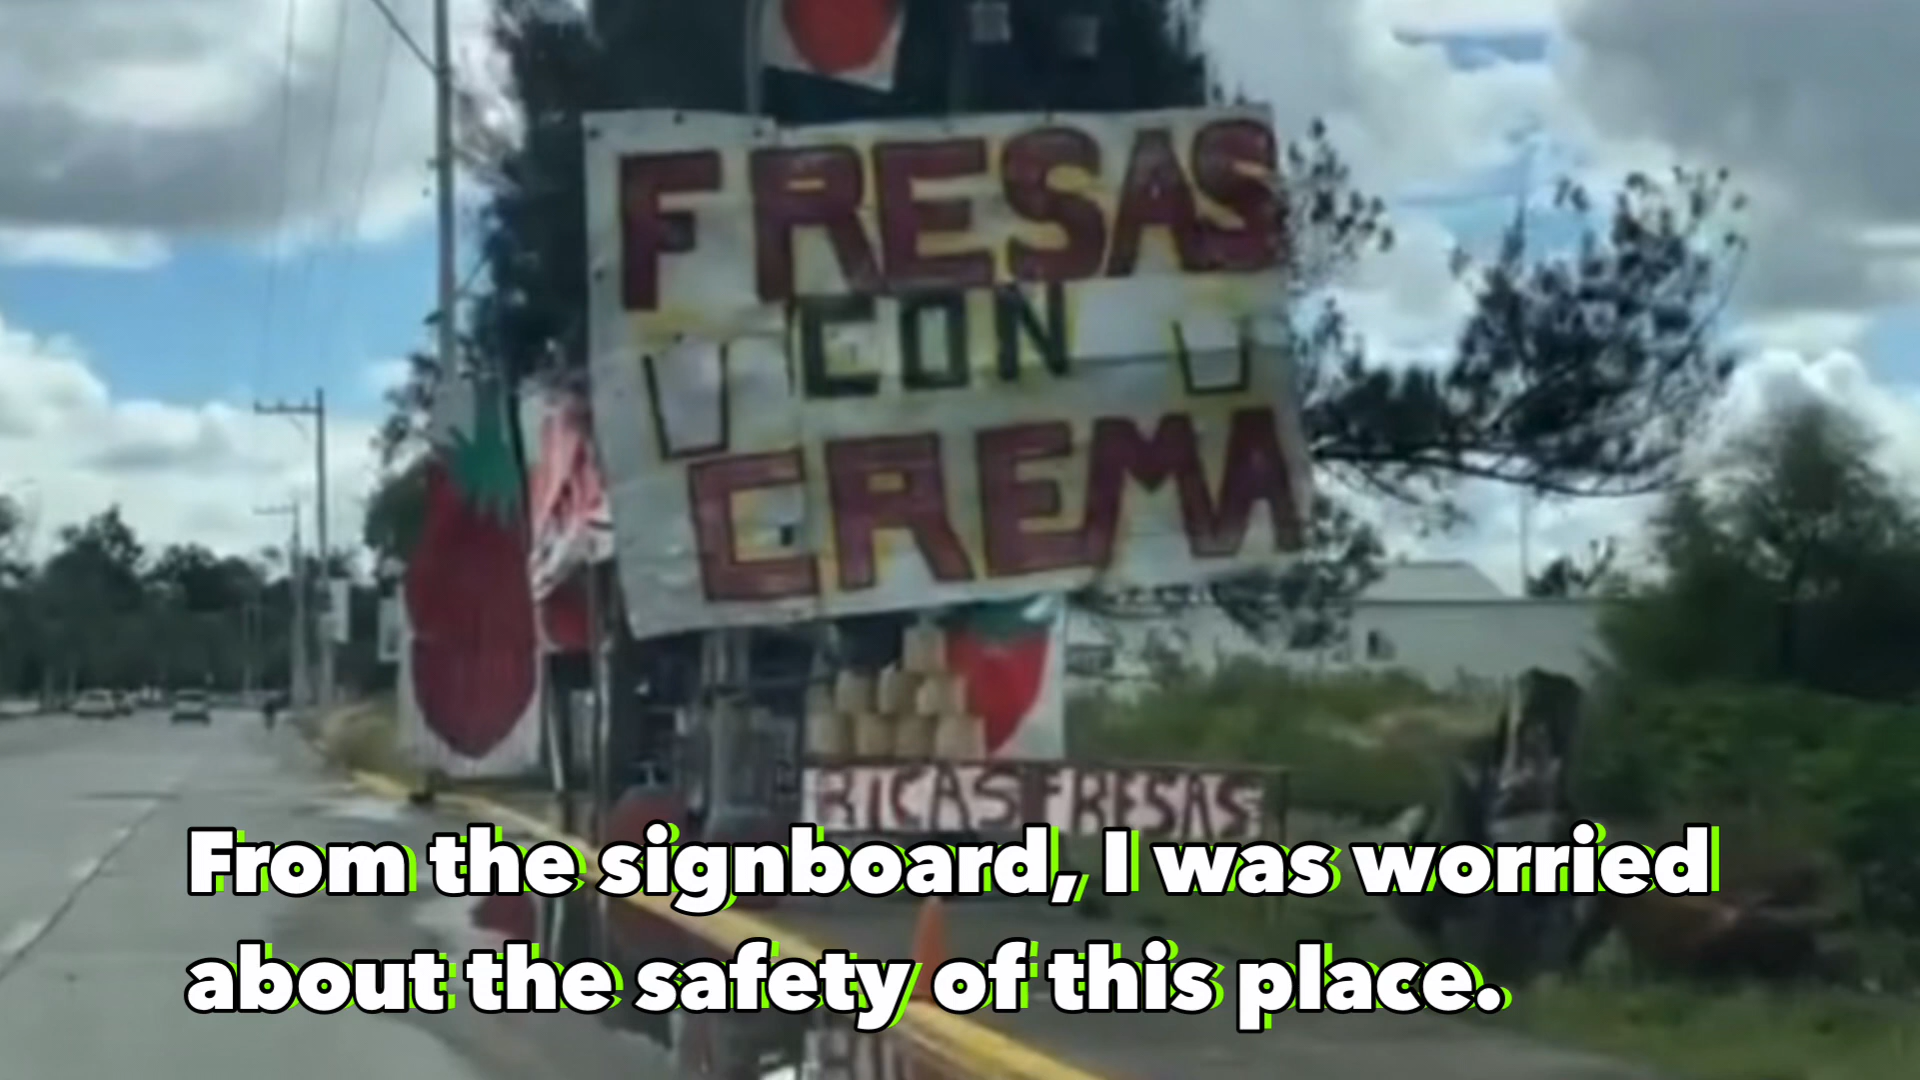 FRESAS
CON
CREMA
RICAS FRESAS
From the signboard, I was worried
about the safety of this place.